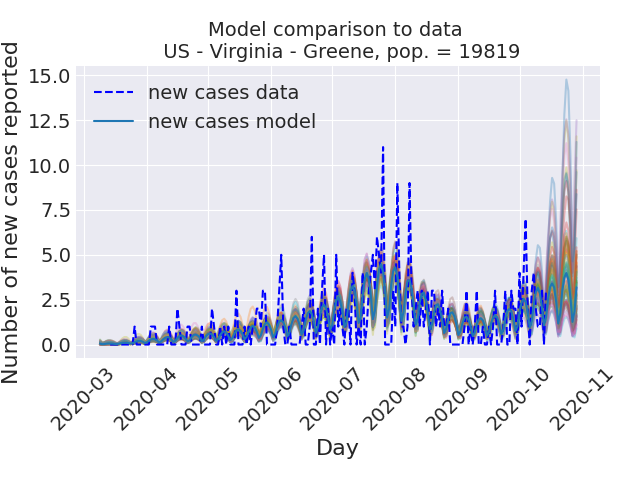 Model comparison to data
US - Virginia - Greene, pop. = 19819
new cases data
new cases model
Number of new cases reported
15.0
12.5
10.0
7.5
5.0
2.5
0.0
2020-03
2020-04
2020-05
2020-06
2020-07
2020-08
2020-09
2020-10
2020-11
Day